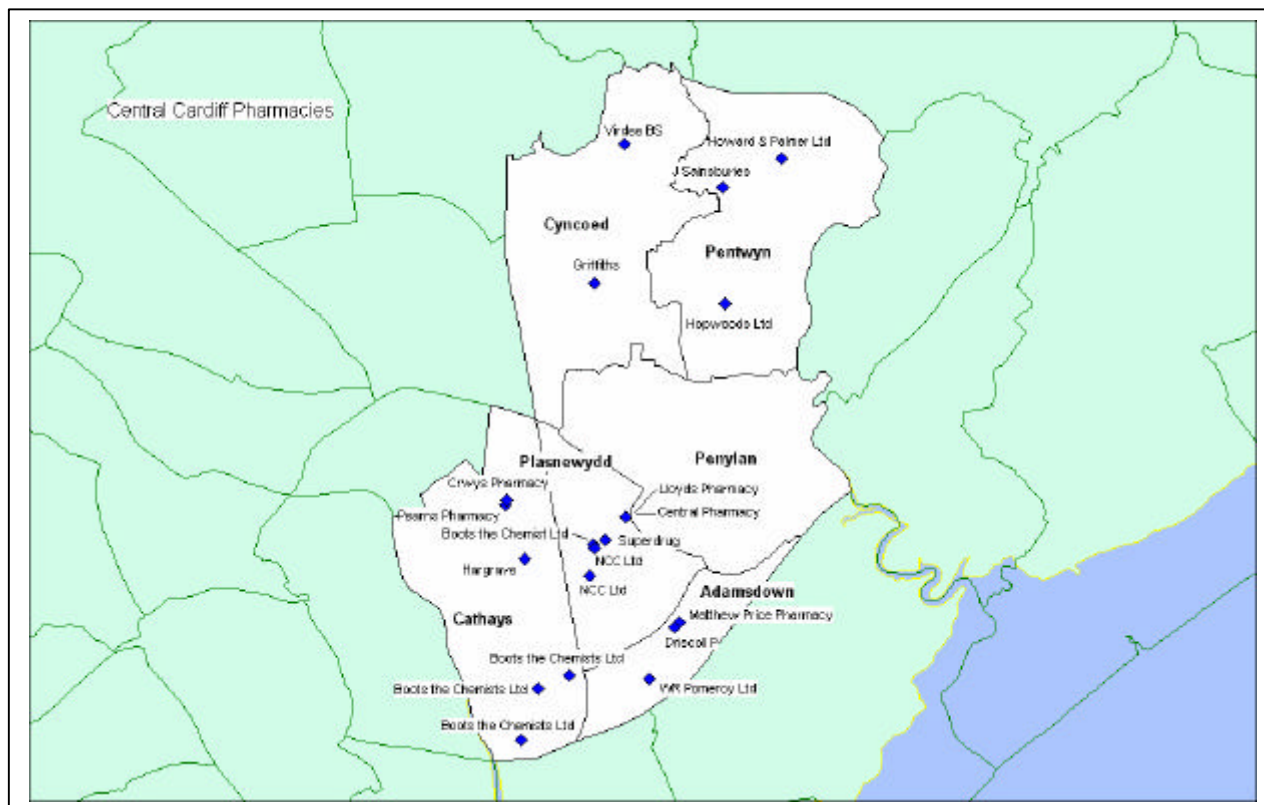 Central Cardiff Pharmacies
Virdee BS
Howard & Palmer Ltd
J Sainsburies
Cyncoed
Pentwyn
Griffiths
Hopwoods Ltd
Plasnewydd
Penylan
Crwys Pharmacy
Lloyds Pharmacy
Pearns Pharmacy
Central Pharmacy
Boots the Chemist Ltd
Superdrug
NCC Ltd
Hargrave
NCC Ltd
Adamsdown
Matthew Price Pharmacy
Cathays
Driscoll P
Boots the Chemists Ltd
Boots the Chemists Ltd
WR Pomeroy Ltd
Boots the Chemists Ltd